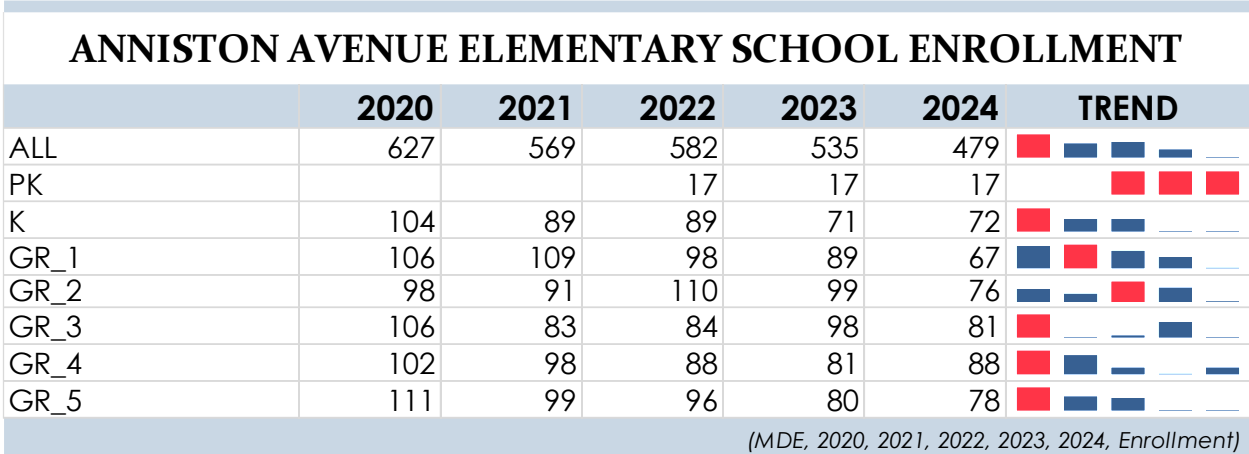 ANNISTON AVENUE ELEMENTARY SCHOOL ENROLLMENT
2020 2021 2022 2023 2024 TREND
ALL 627 569 582 535 479
PK 17 17 17
K 104 89 89 71 72
GR_1 106 109 98 89 67
GR_2 98 91 110 99 76
GR_3 106 83 84 98 81
GR_4 102 98 88 81 88
GR_5 111 99 96 80 78
(MDE, 2020, 2021, 2022, 2023, 2024, Enrollment)